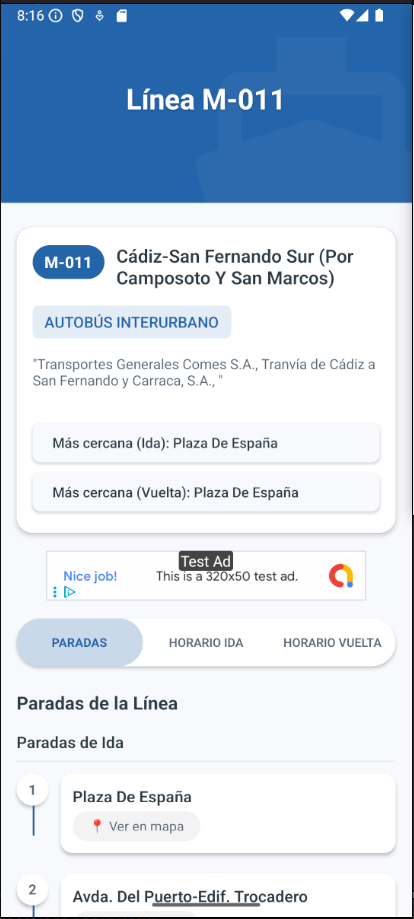 8:16
Línea M-011
M-011
Cádiz-San Fernando Sur (Por
Camposoto Y San Marcos)
AUTOBÚS INTERURBANO
"Transportes Generales Comes S.A., Tranvía de Cádiz a
San Fernando y Carraca, S.A., "
Más cercana (Ida): Plaza De España
Más cercana (Vuelta): Plaza De España
Test Ad
Nice job!
This is a 320x50 test ad.
PARADAS
HORARIO IDA
HORARIO VUELTA
Paradas de la Línea
Paradas de Ida
1
Plaza De España
Ver en mapa
2
Avda. Del Puerto-Edif. Trocadero